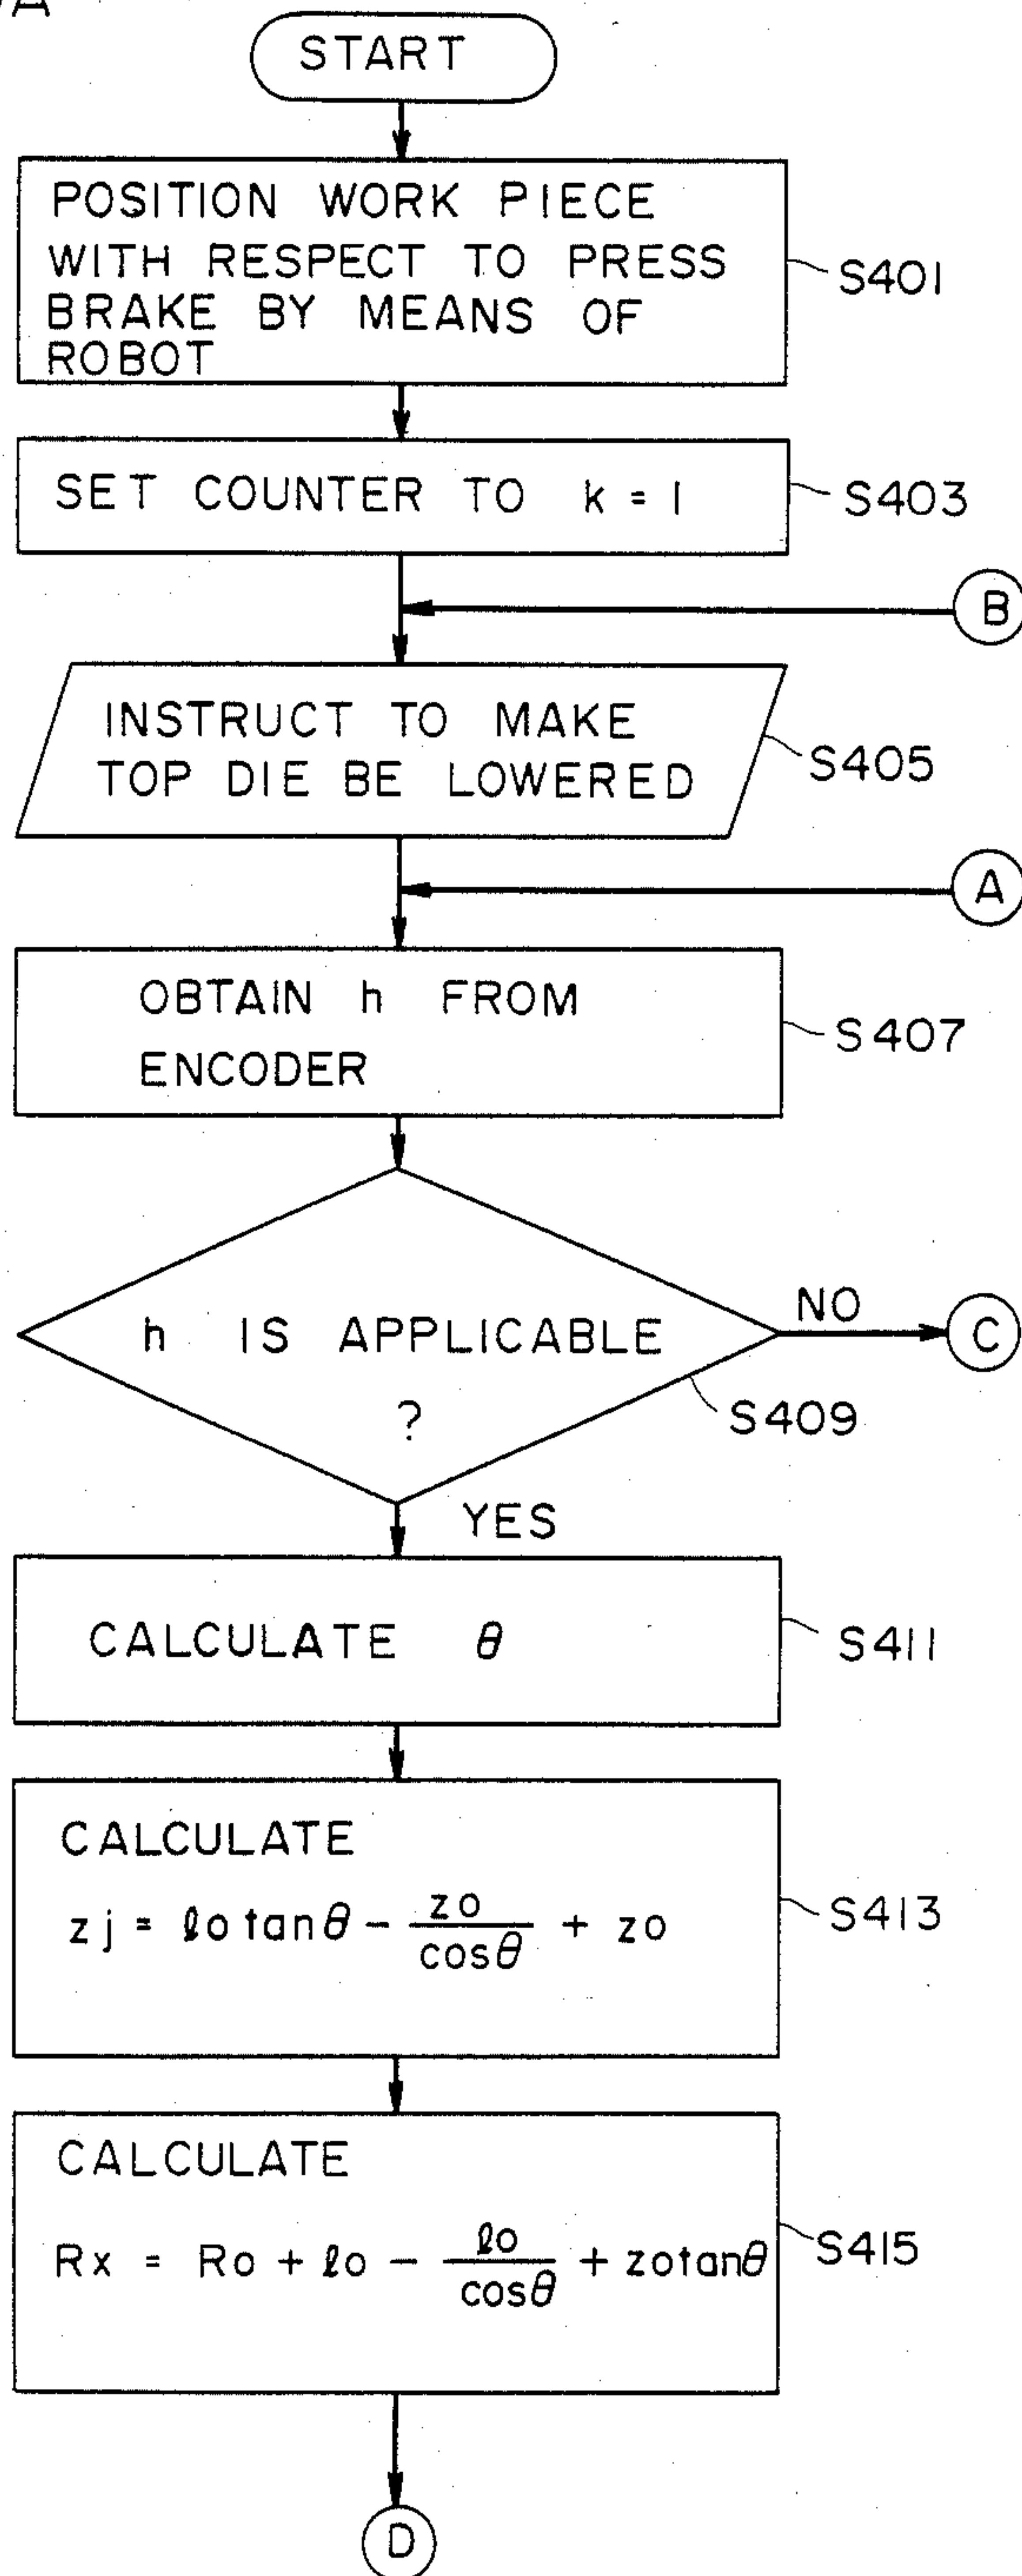 START
POSITION WORK PIECE
WITH RESPECT TO PRESS
BRAKE BY MEANS OF
ROBOT
S401
SET COUNTER TO k = 1
S403
B
INSTRUCT TO MAKE
TOP DIE BE LOWERED
S405
A
OBTAIN h FROM
ENCODER
S407
h IS APPLICABLE
?
NO
C
S409
YES
CALCULATE θ
S411
CALCULATE
zj = ℓo tanθ - zo/cosθ + zo
S413
CALCULATE
Rx = Ro + ℓo - ℓo/cosθ + zotanθ
S415
D